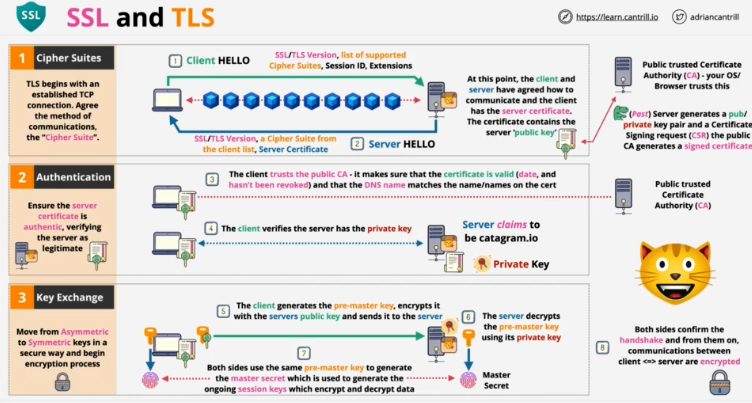 SSL
SSL and TLS
https://learn.cantrill.io
adriancantrill
1 Cipher Suites
TLS begins with an
established TCP
connection. Agree
the method of
communications,
the "Cipher Suite".
1 Client HELLO
SSL/TLS Version, list of supported
Cipher Suites, Session ID, Extensions
SSL/TLS Version, a Cipher Suite from
the client list, Server Certificate
2 Server HELLO
At this point, the client and
server have agreed how to
communicate and the client
has the server certificate.
The certificate contains the
server 'public key'
Public trusted Certificate
Authority (CA) - your OS/
Browser trusts this
(Past) Server generates a pub/
private key pair and a Certificate
Signing request (CSR) the public
CA generates a signed certificate
2 Authentication
Ensure the server
certificate is
authentic, verifying
the server as
legitimate
3 The client trusts the public CA - it makes sure that the certificate is valid (date, and
hasn't been revoked) and that the DNS name matches the name/names on the cert
4 The client verifies the server has the private key
Server claims to
be catagram.io
Private Key
Public trusted
Certificate
Authority (CA)
3 Key Exchange
Move from Asymmetric
to Symmetric keys in a
secure way and begin
encryption process
5 The client generates the pre-master key, encrypts it
with the servers public key and sends it to the server
6 The server decrypts
the pre-master key
using its private key
7
Both sides use the same pre-master key to generate
the master secret which is used to generate the
ongoing session keys which encrypt and decrypt data
Master
Secret
8 Both sides confirm the
handshake and from them on,
communications between
client <=> server are encrypted